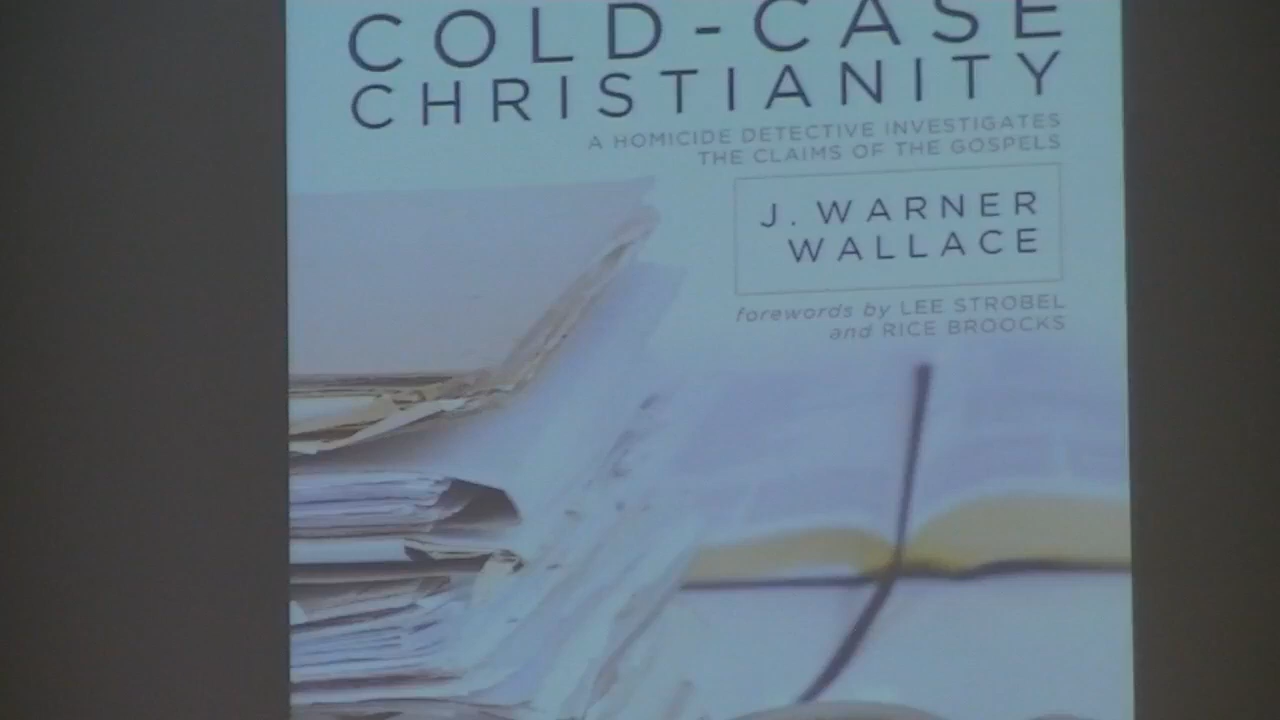 COLD-CASE
CHRISTIANITY
A HOMICIDE DETECTIVE INVESTIGATES
THE CLAIMS OF THE GOSPELS
J. WARNER
WALLACE
forewords by LEE STROBEL
and RICE BROOCKS